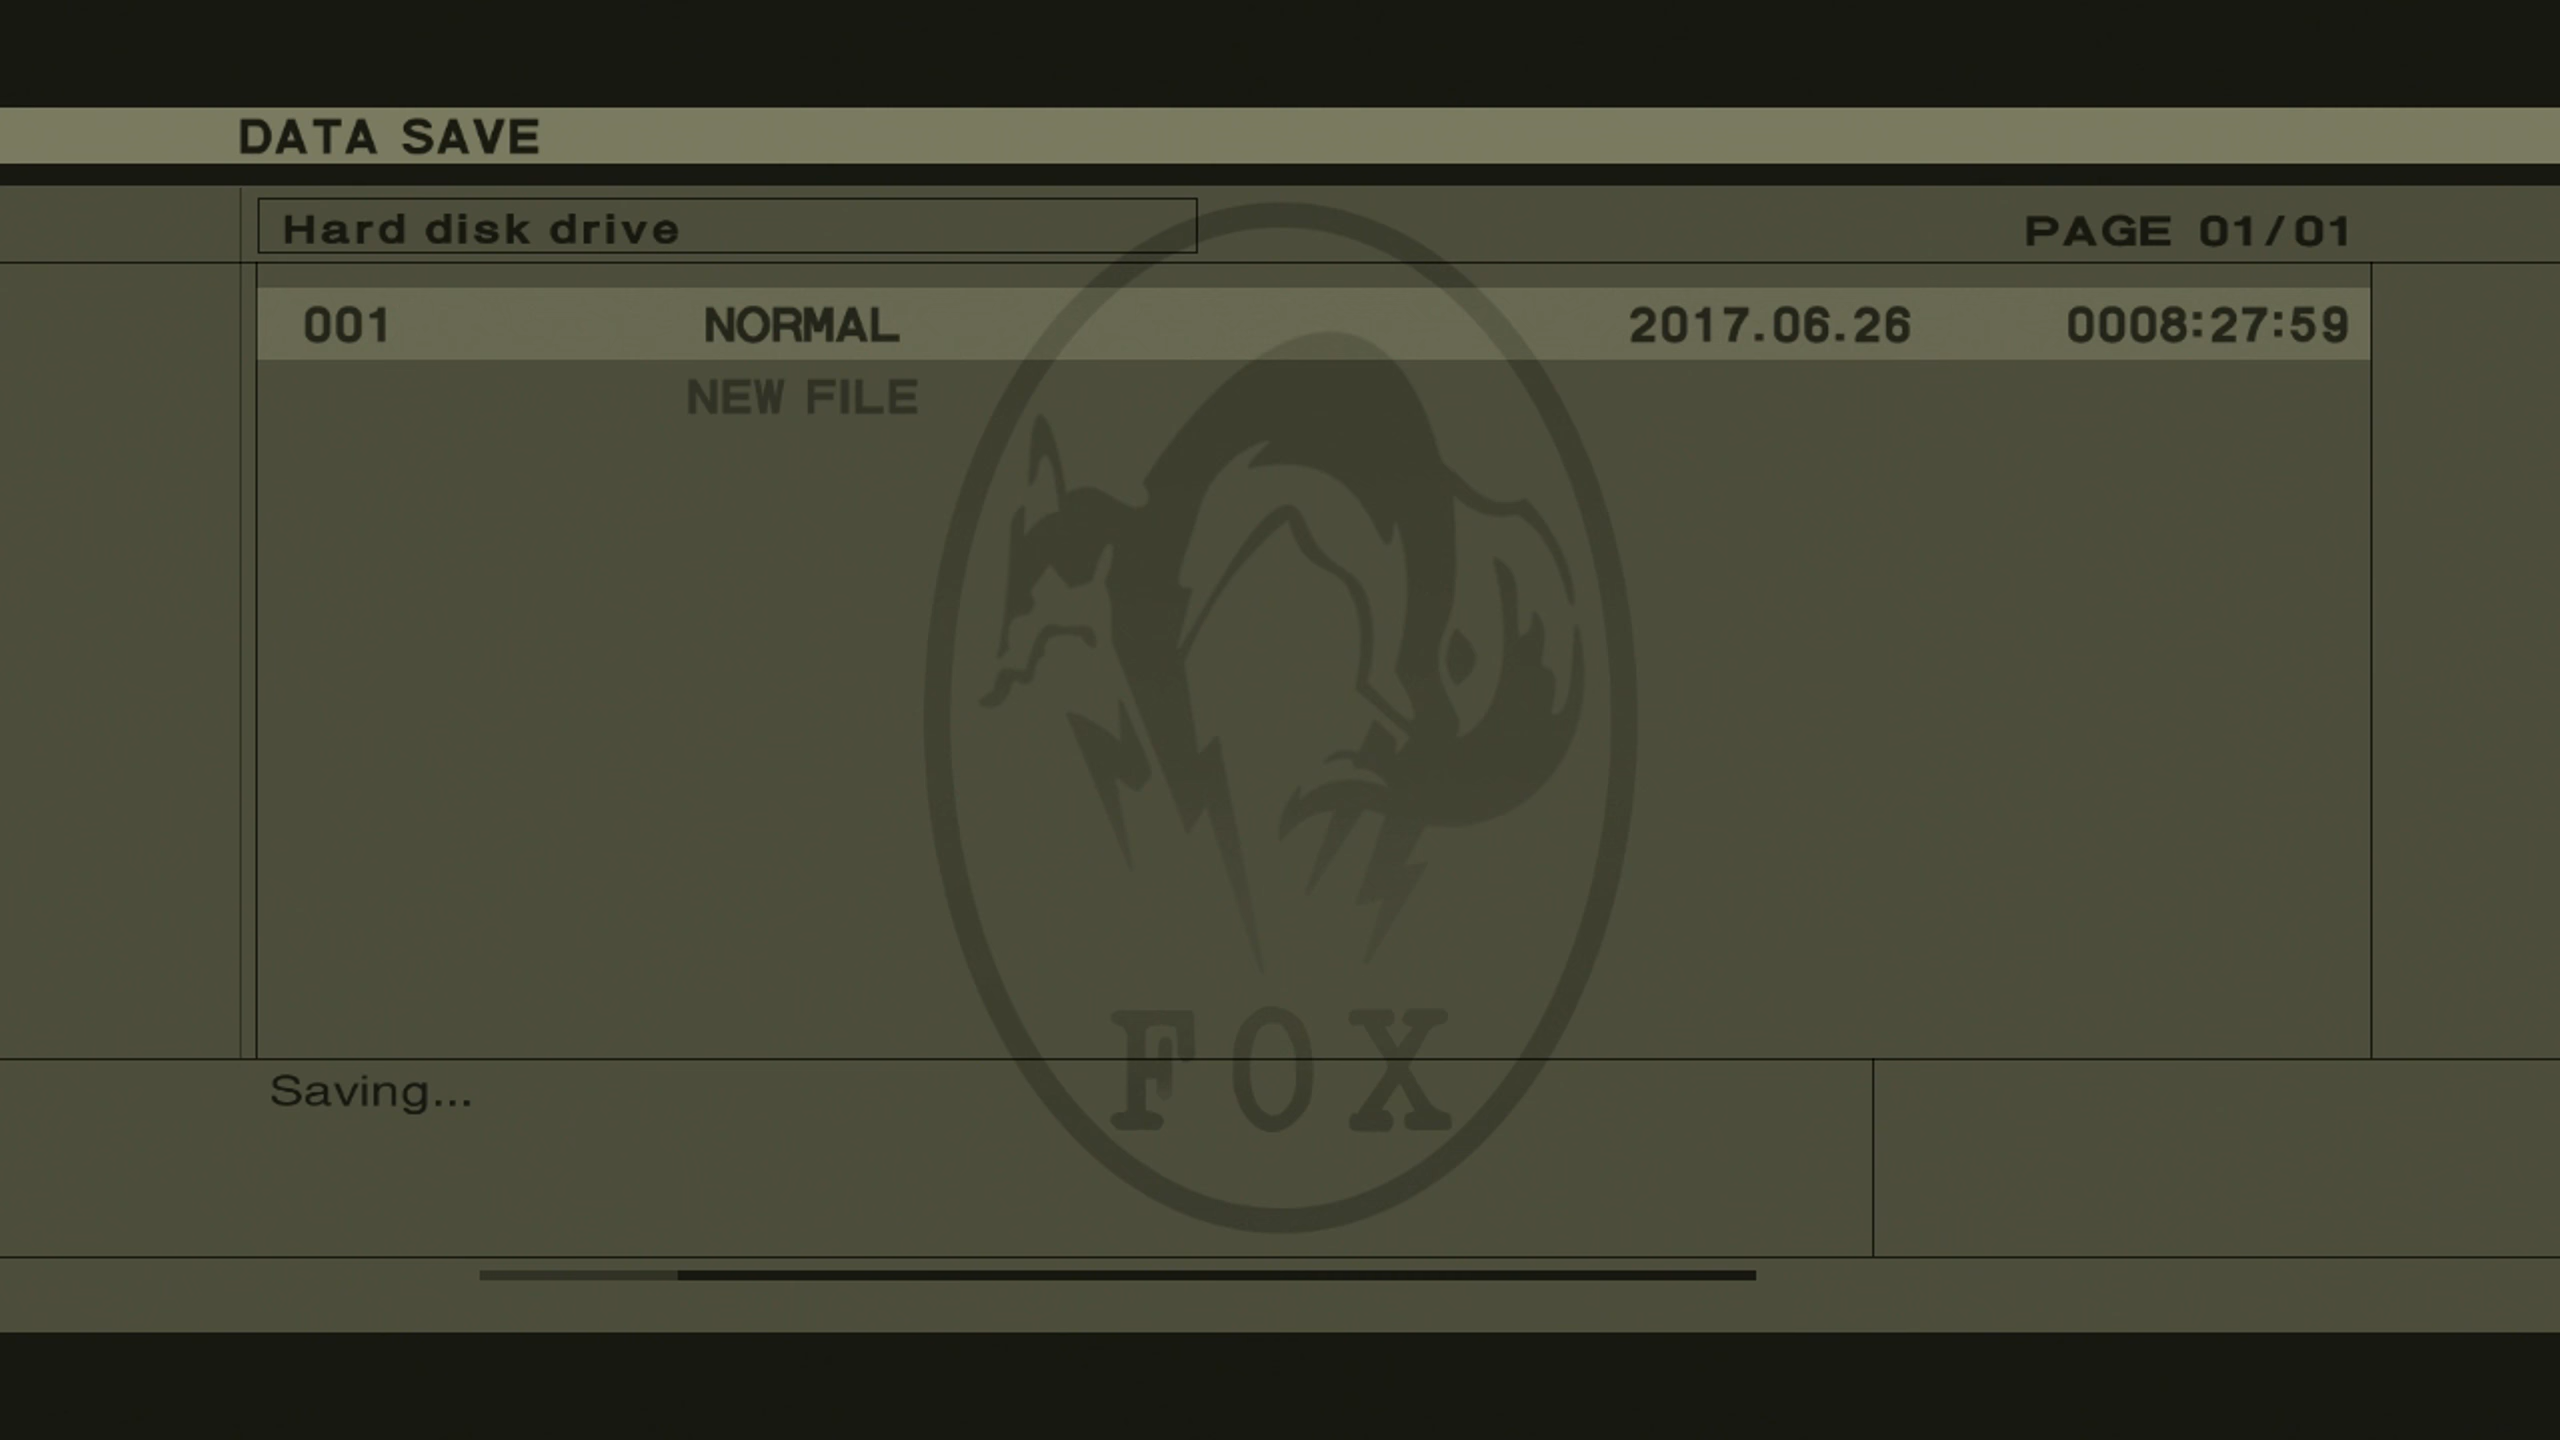 DATA SAVE
Hard disk drive PAGE 01/01
001 NORMAL 2017.06.26 0008:27:59
NEW FILE
FOX
Saving...